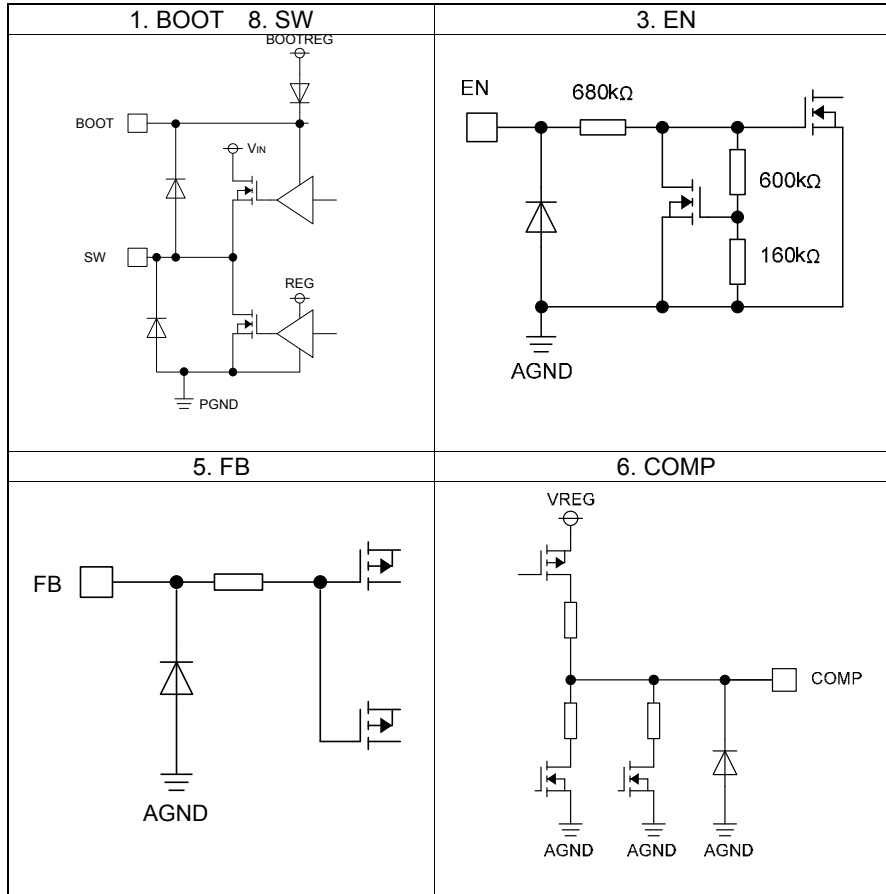 1. BOOT 8. SW
BOOTREG
BOOT
VIN
SW
REG
PGND
3. EN
EN
680kΩ
600kΩ
160kΩ
AGND
5. FB
FB
AGND
6. COMP
VREG
COMP
AGND AGND AGND